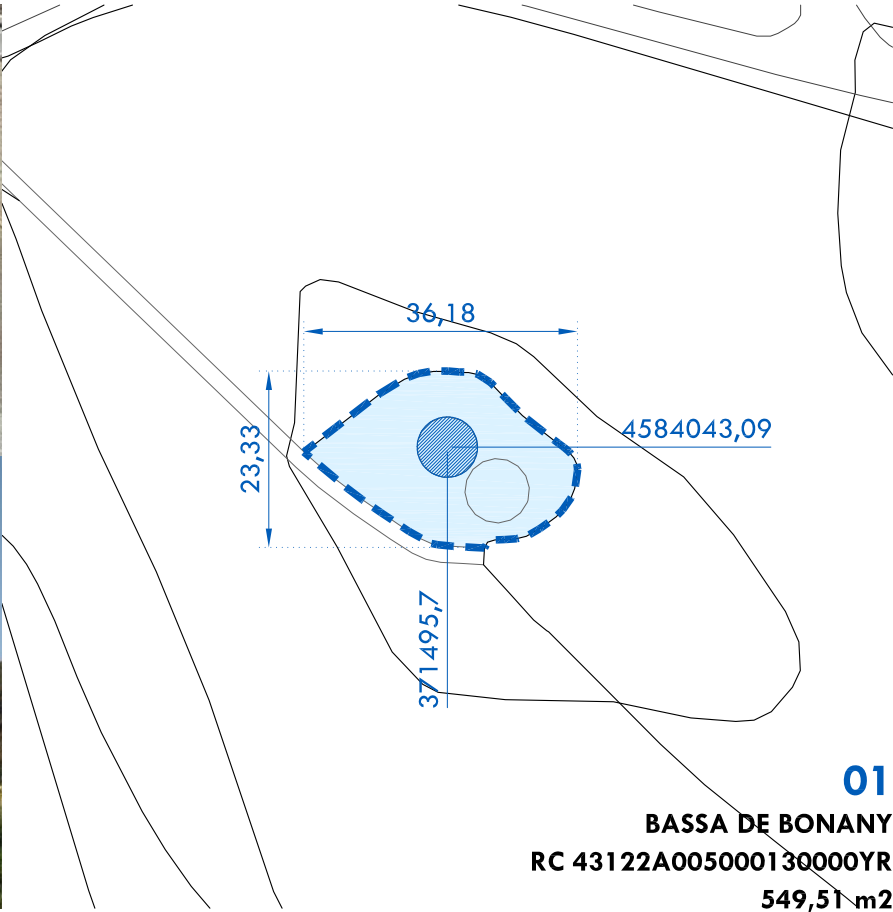 36,18
23,33
4584043,09
371495,7
01
BASSA DE BONANY
RC 43122A005000130000YR
549,51 m2